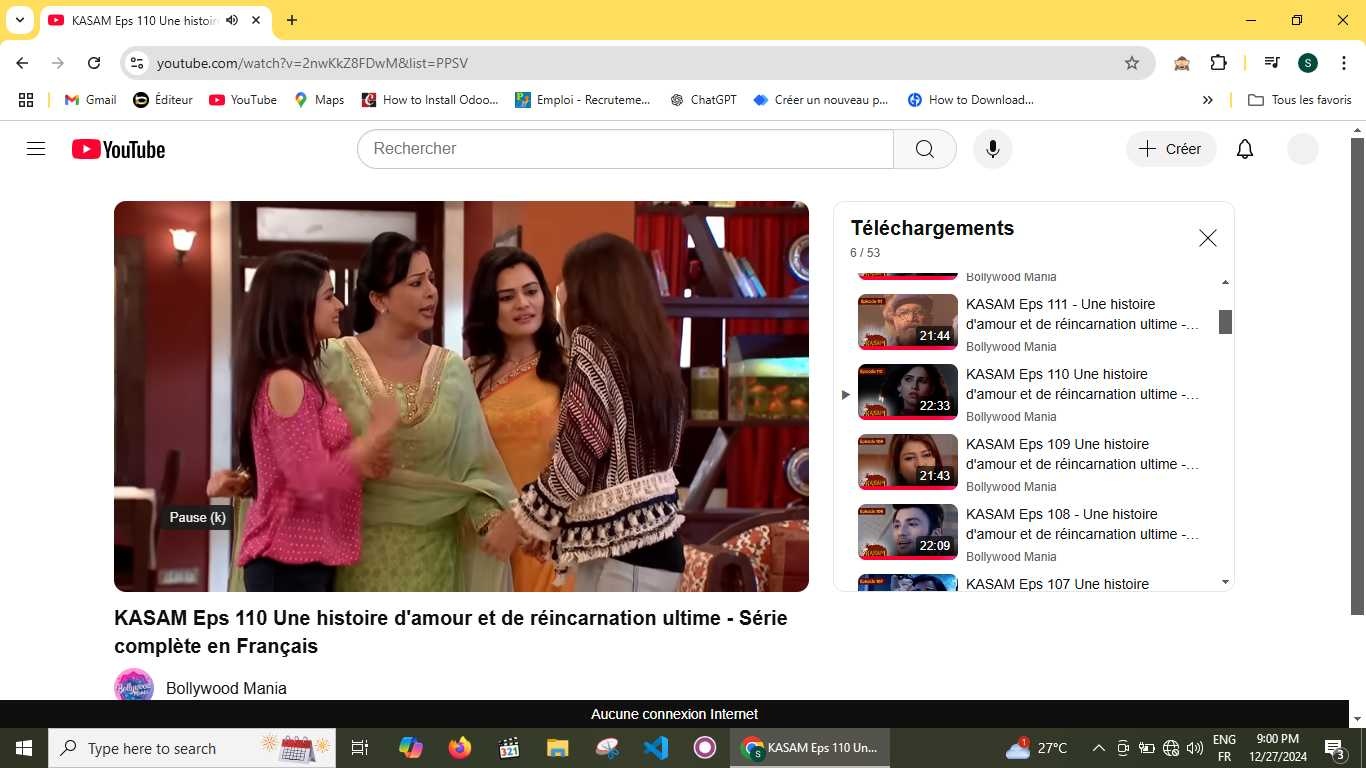 KASAM Eps 110 Une histoir
youtube.com/watch?v=2nwKkZ8FDwM&list=PPSV
S
Gmail
Éditeur
YouTube
Maps
How to Install Odoo...
Emploi - Recruteme...
ChatGPT
Créer un nouveau p...
How to Download...
Tous les favoris
YouTube
Rechercher
Créer
Pause (k)
Téléchargements
6 / 53
Bollywood Mania
21:44
KASAM Eps 111 - Une histoire
d'amour et de réincarnation ultime -...
Bollywood Mania
22:33
KASAM Eps 110 Une histoire
d'amour et de réincarnation ultime -...
Bollywood Mania
21:43
KASAM Eps 109 Une histoire
d'amour et de réincarnation ultime -...
Bollywood Mania
22:09
KASAM Eps 108 - Une histoire
d'amour et de réincarnation ultime -...
Bollywood Mania
KASAM Eps 107 Une histoire
KASAM Eps 110 Une histoire d'amour et de réincarnation ultime - Série
complète en Français
Bollywood Mania
Aucune connexion Internet
Type here to search
KASAM Eps 110 Un...
27°C
ENG
FR
9:00 PM
12/27/2024
3